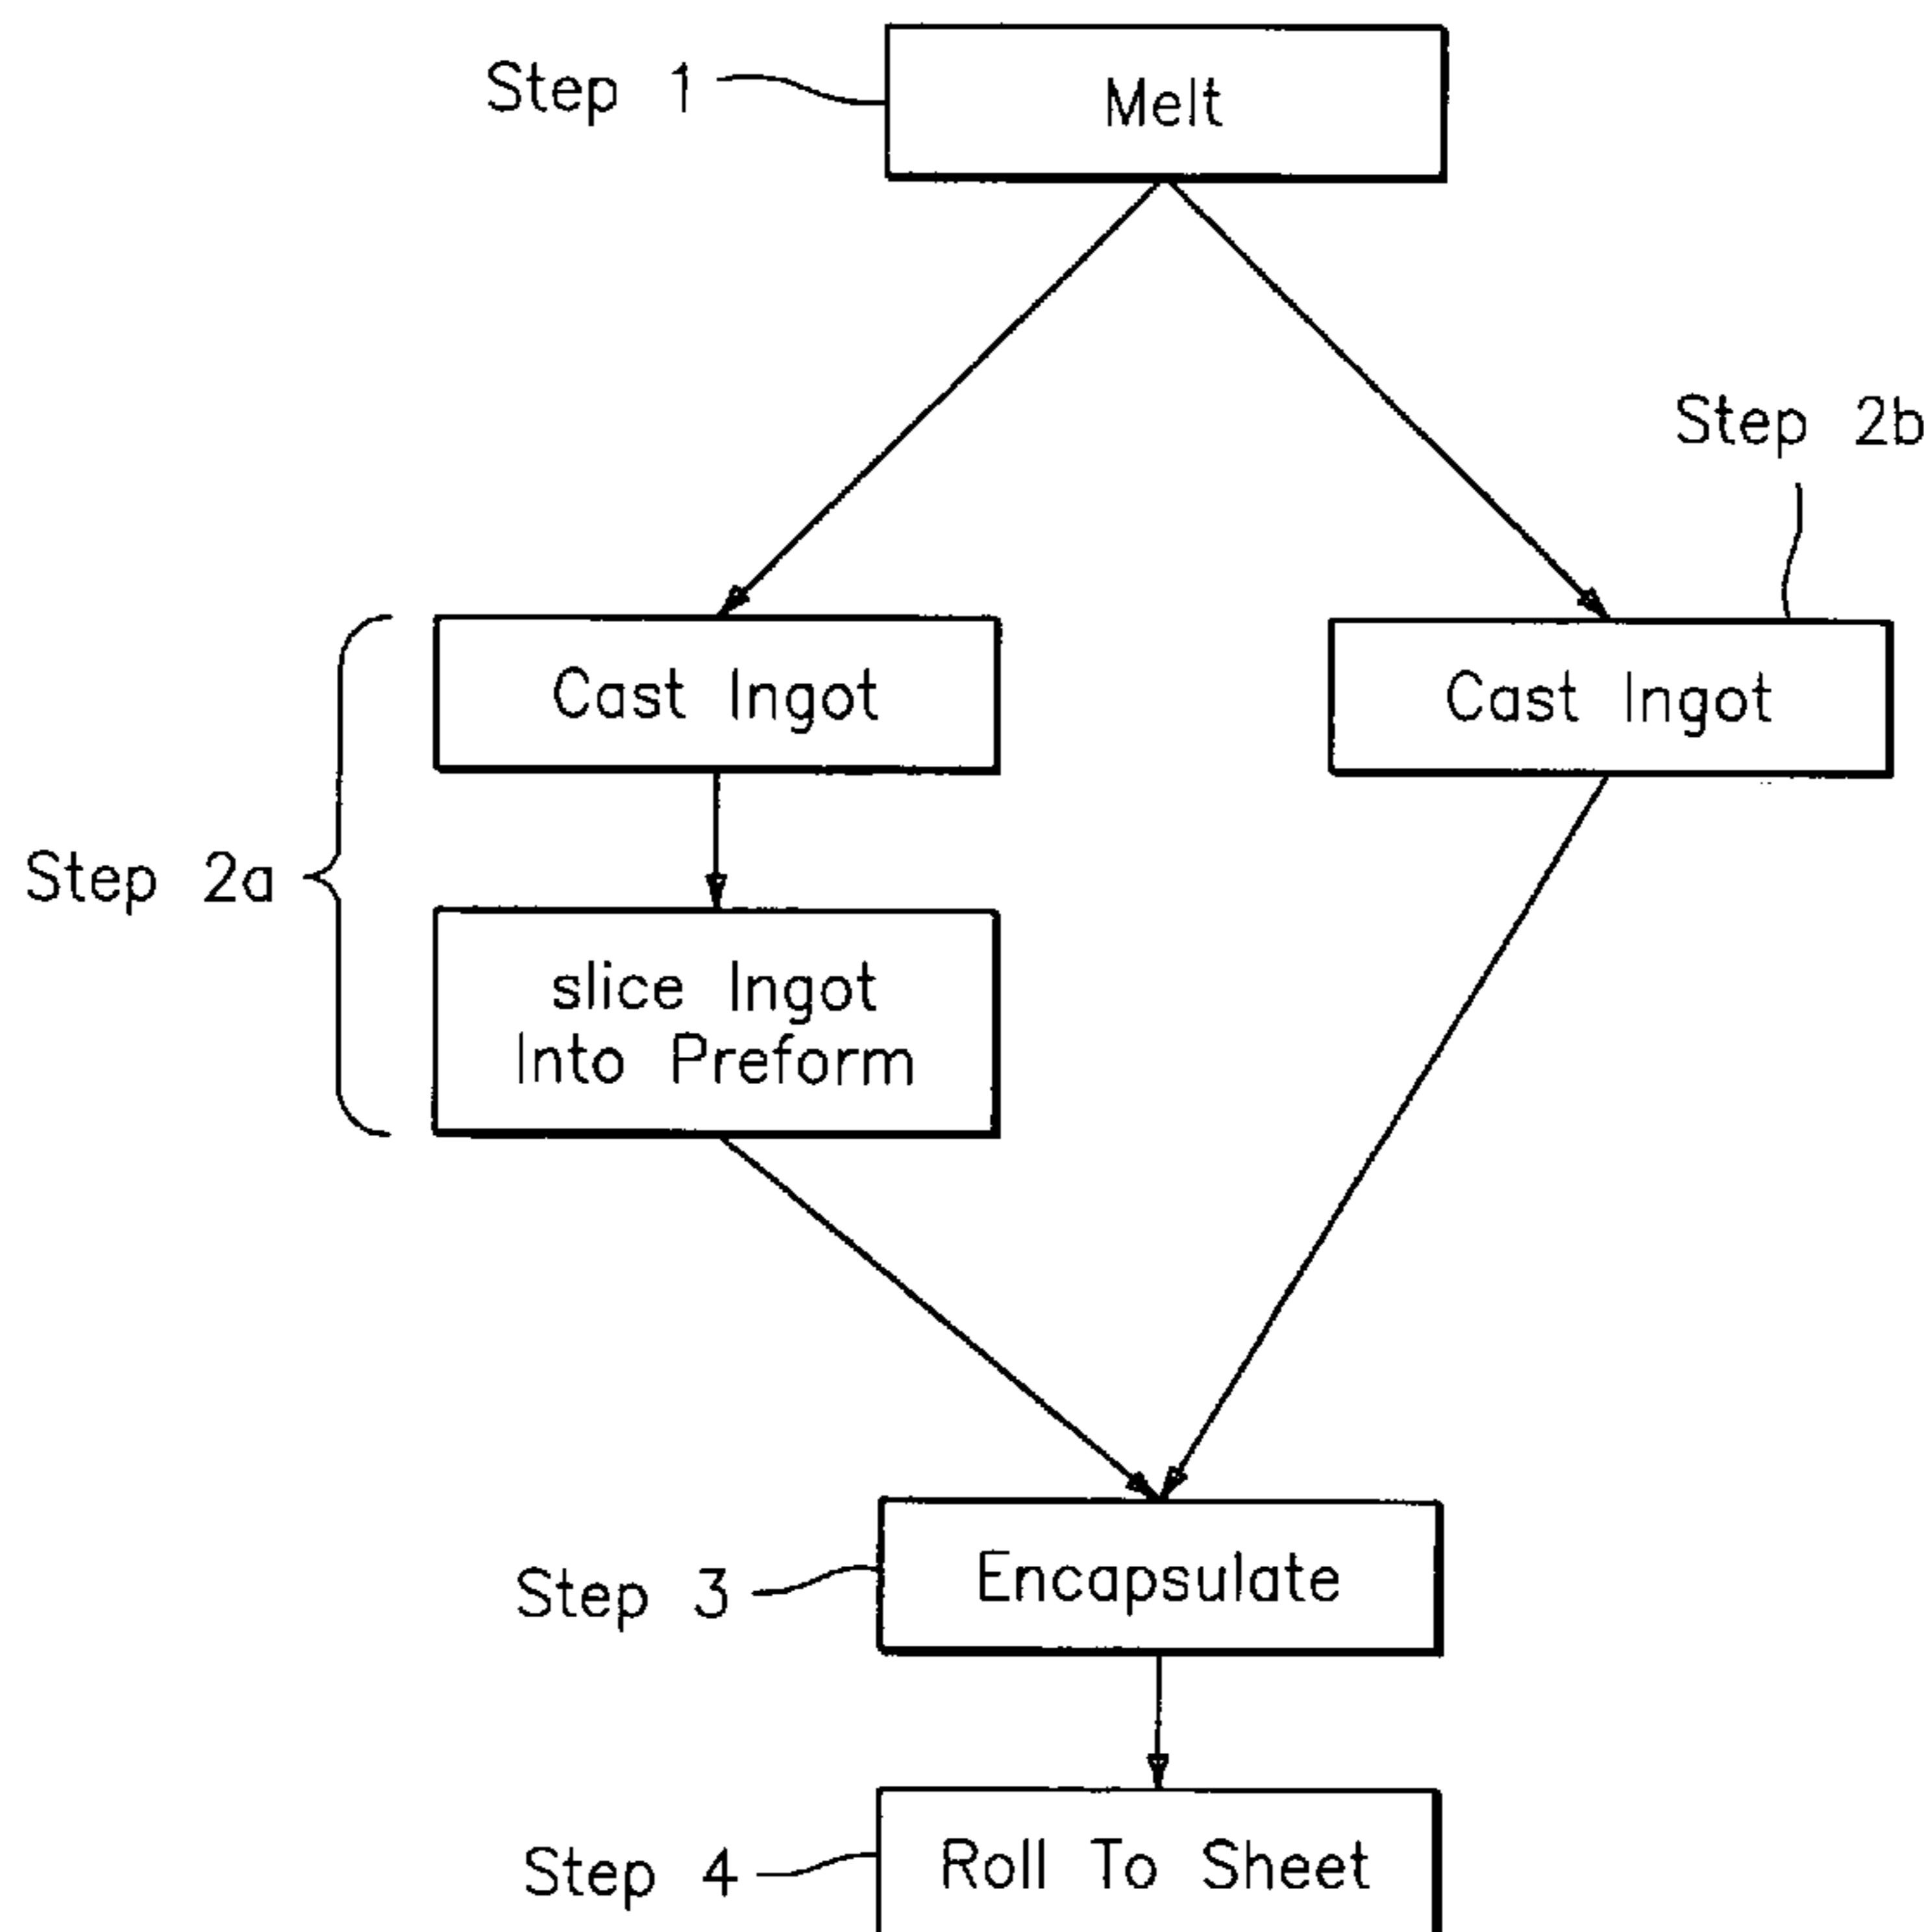 Step 1
Melt
Step 2b
Cast Ingot
Cast Ingot
Step 2a
slice Ingot
Into Preform
Step 3
Encapsulate
Step 4
Roll To Sheet